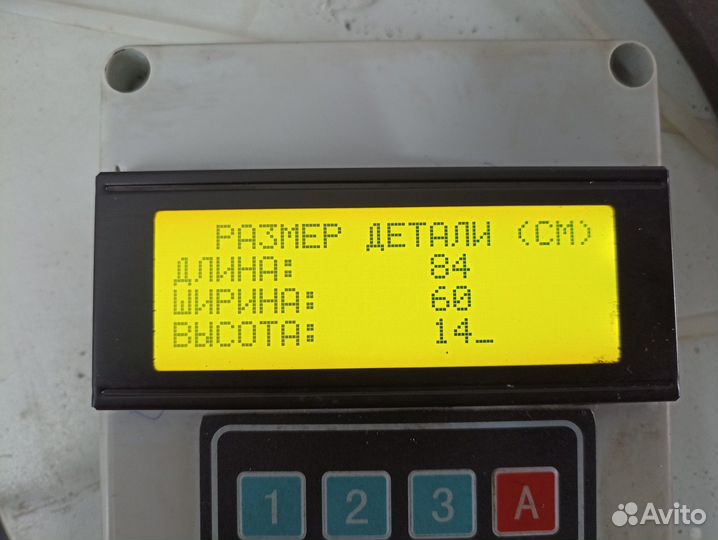 РАЗМЕР ДЕТАЛИ (СМ)
ДЛИНА: 84
ШИРИНА: 60
ВЫСОТА: 14_
1 2 3 A
Avito